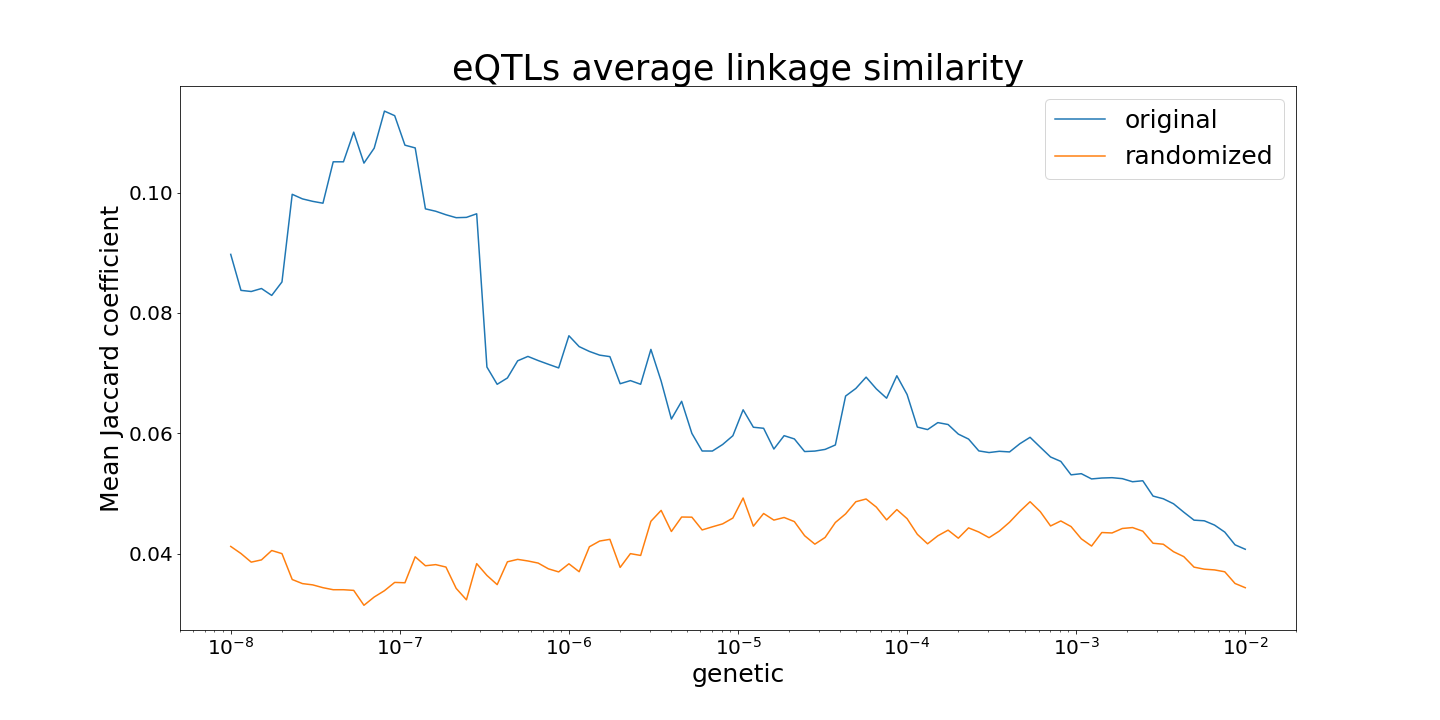 eQTLs average linkage similarity
original
randomized
Mean Jaccard coefficient
0.10
0.08
0.06
0.04
10⁻⁸ 10⁻⁷ 10⁻⁶ 10⁻⁵ 10⁻⁴ 10⁻³ 10⁻²
genetic